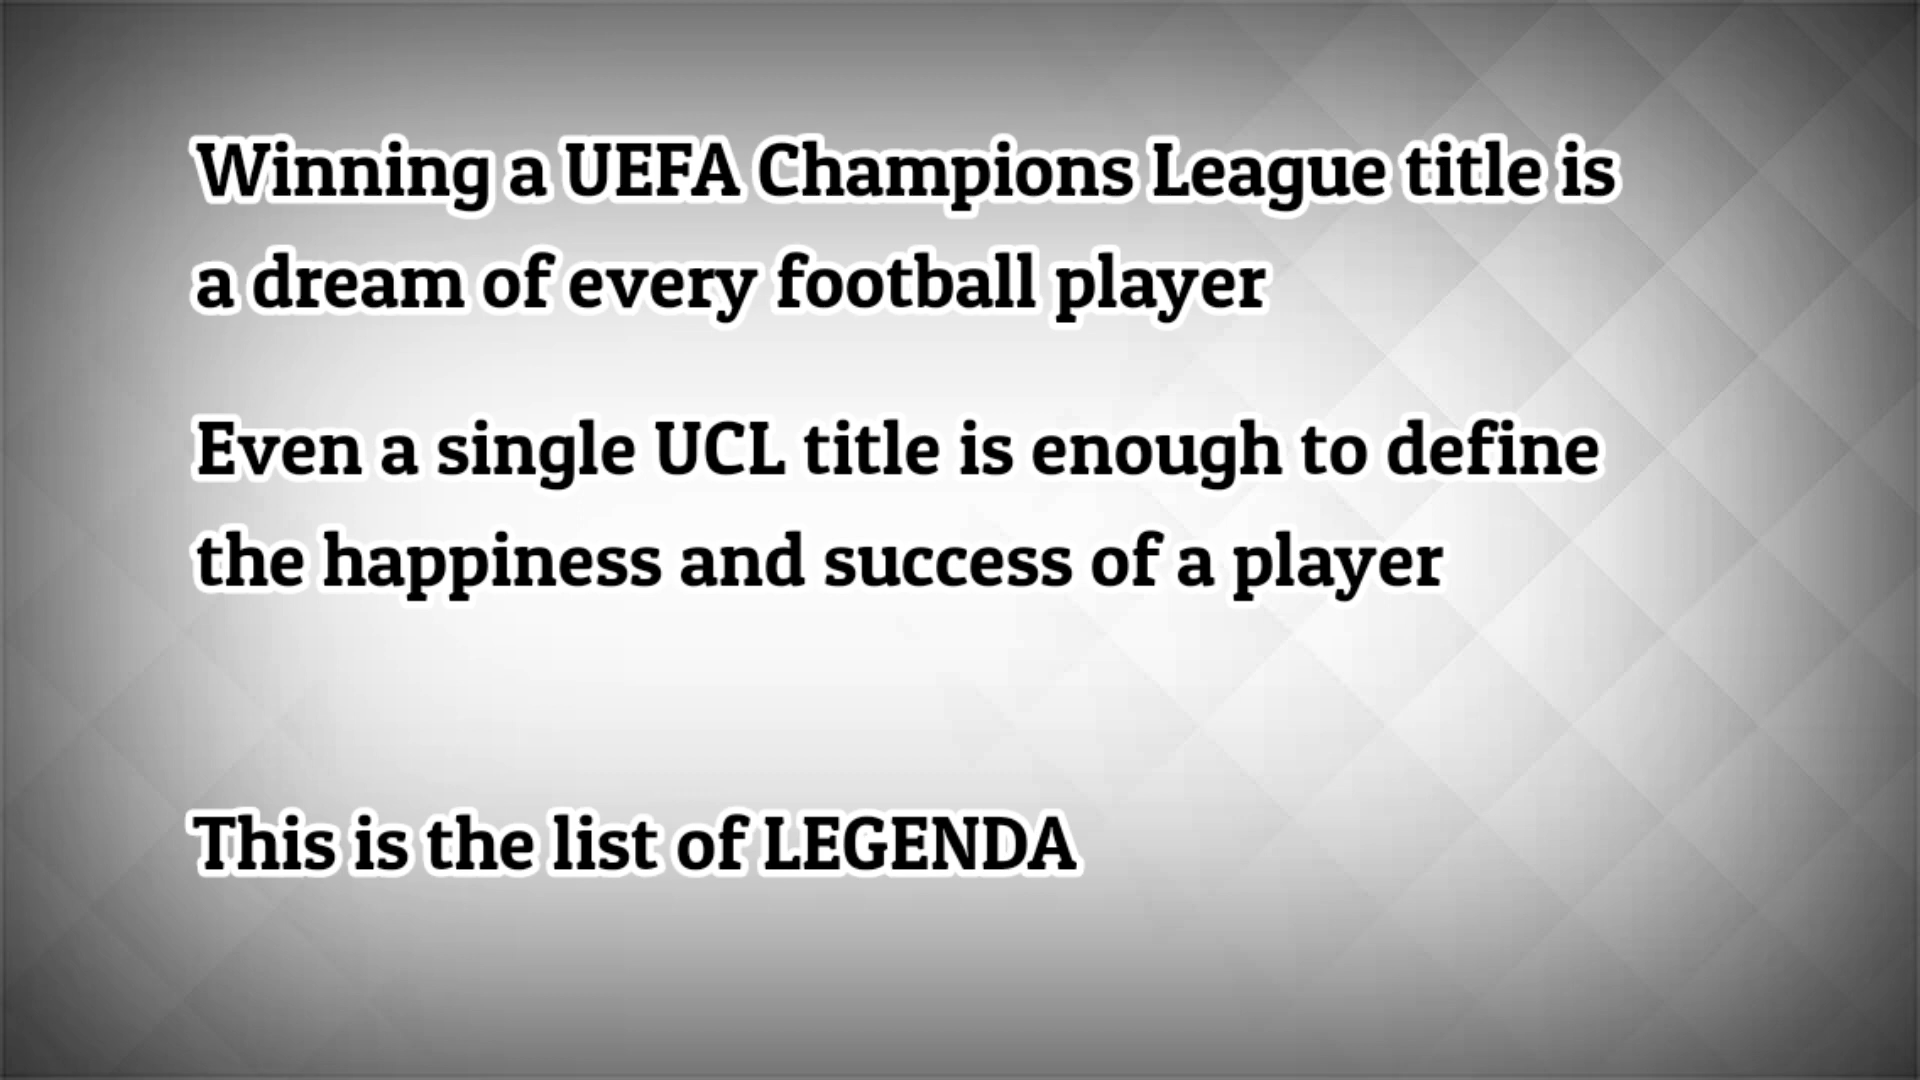 Winning a UEFA Champions League title is
a dream of every football player
Even a single UCL title is enough to define
the happiness and success of a player
This is the list of LEGENDA